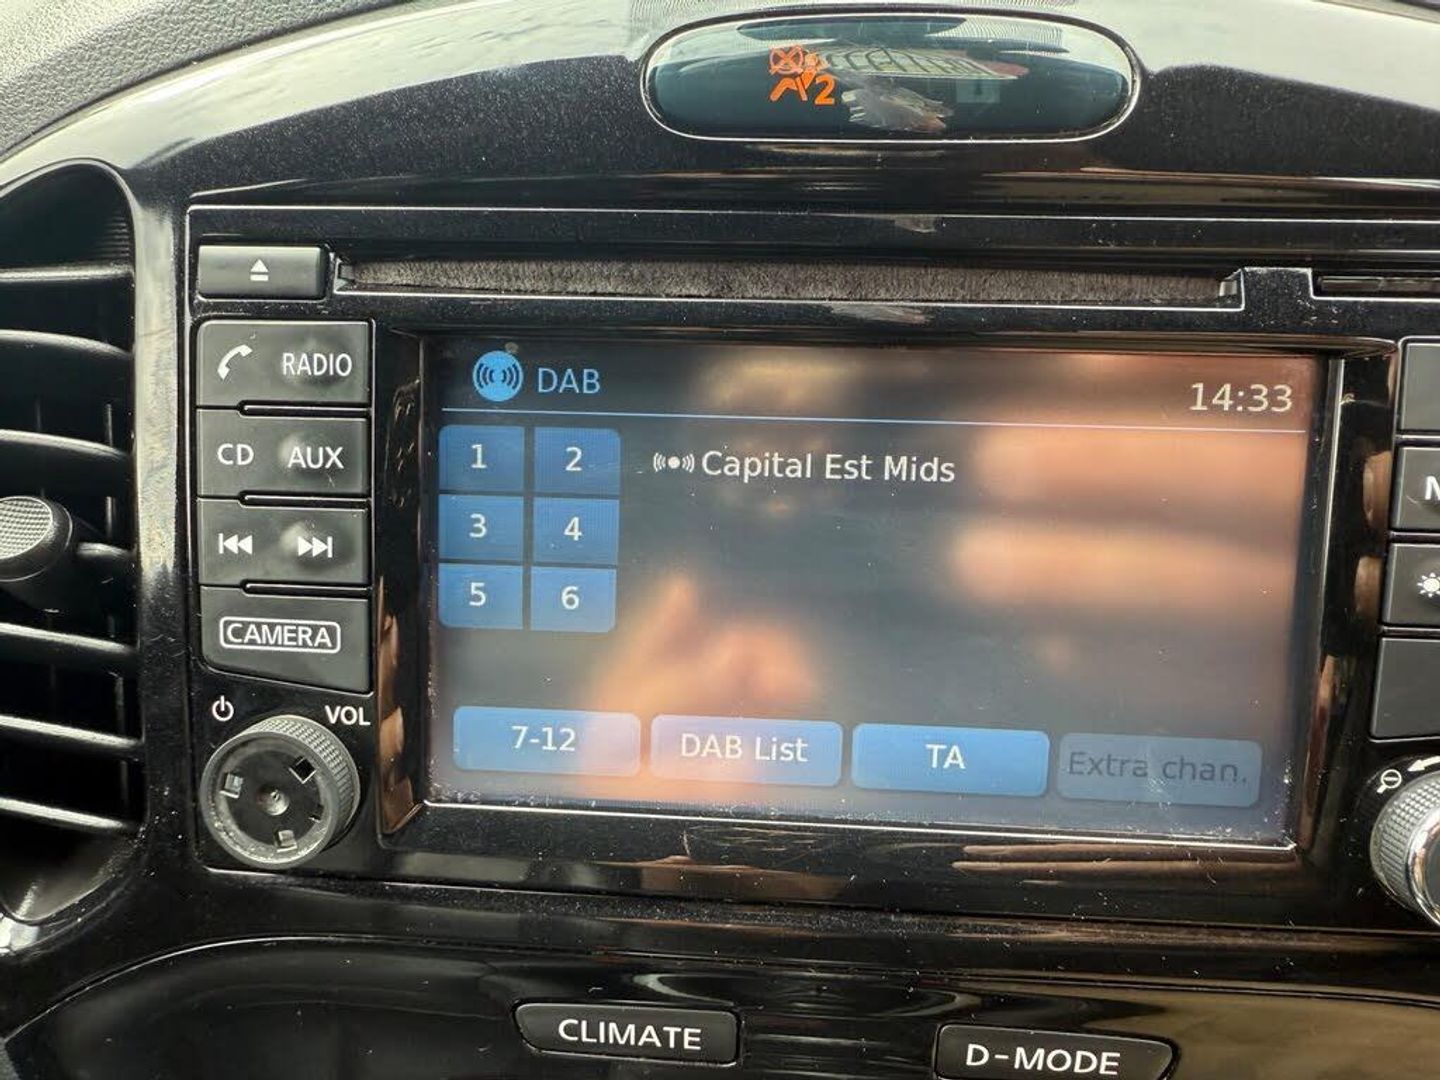 2
RADIO
CD AUX
CAMERA
VOL
DAB
14:33
1 2
3 4
5 6
Capital Est Mids
7-12 DAB List TA Extra chan.
CLIMATE
D-MODE